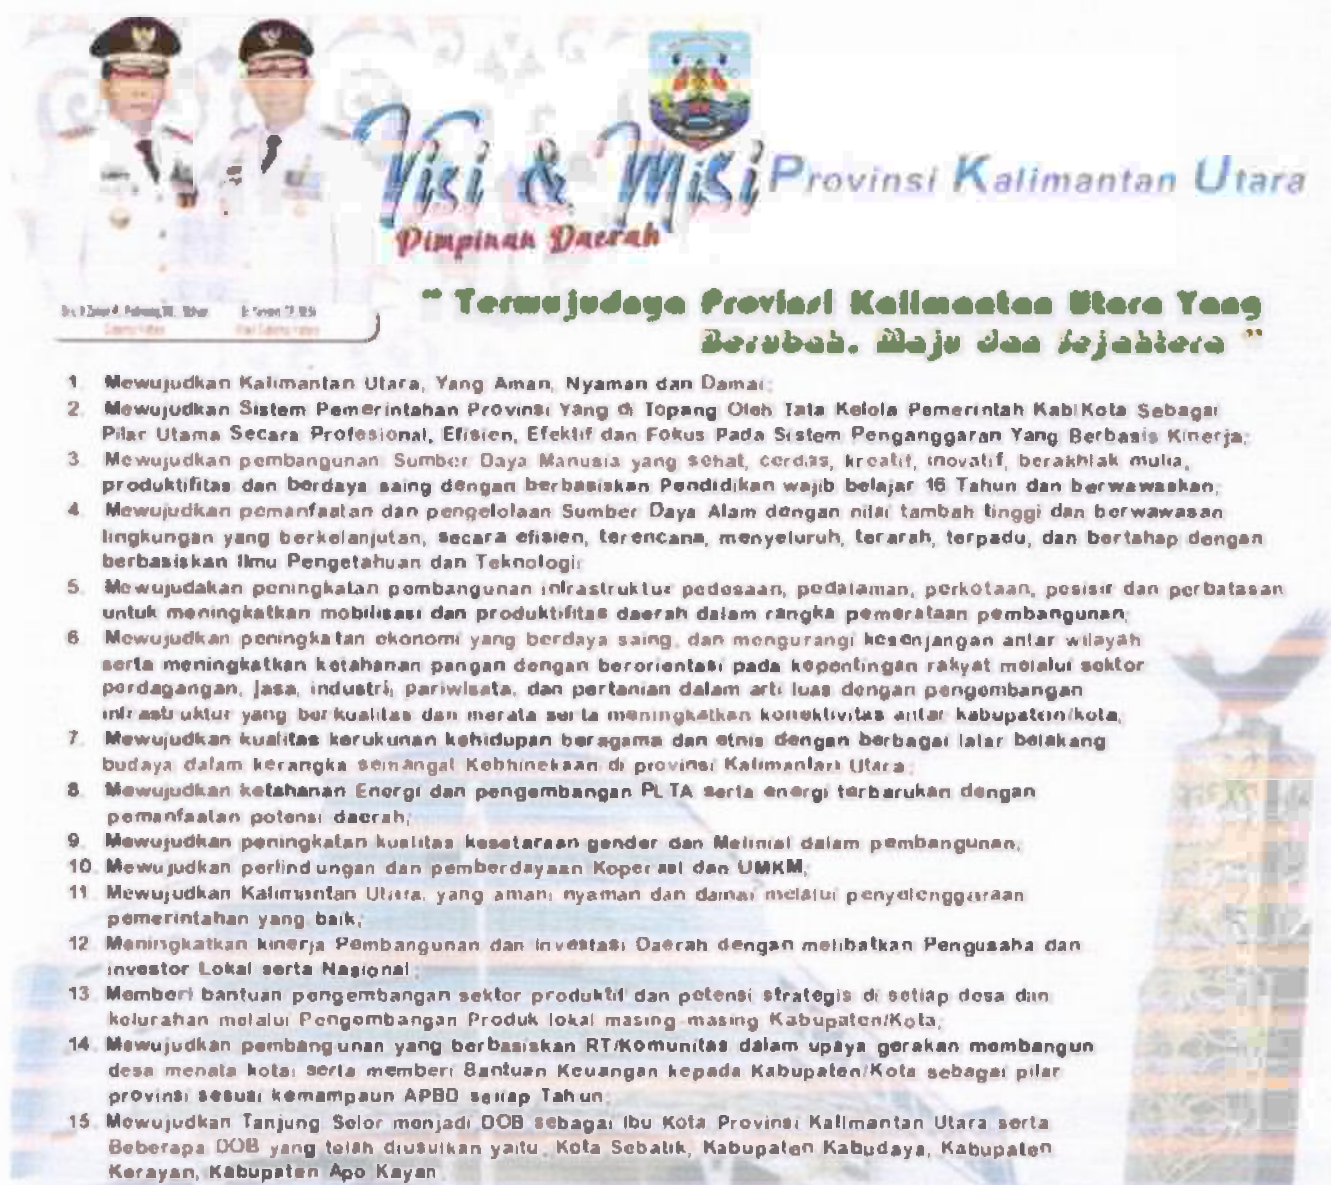 Visi & Misi Provinsi Kalimantan Utara
Pimpinan Daerah
" Terwujudnya Provinsi Kalimantan Utara Yang
Berubah, Maju dan Sejahtera "
1. Mewujudkan Kalimantan Utara, Yang Aman, Nyaman dan Damai;
2. Mewujudkan Sistem Pemerintahan Provinsi Yang di Topang Oleh Tata Kelola Pemerintah Kab/Kota Sebagai
Pilar Utama Secara Profesional, Efisien, Efektif dan Fokus Pada Sistem Penganggaran Yang Berbasis Kinerja;
3. Mewujudkan pembangunan Sumber Daya Manusia yang sehat, cerdas, kreatif, inovatif, berakhlak mulia,
produktifitas dan berdaya saing dengan berbasiskan Pendidikan wajib belajar 16 Tahun dan berwawaskan;
4. Mewujudkan pemanfaatan dan pengelolaan Sumber Daya Alam dengan nilai tambah tinggi dan berwawasan
lingkungan yang berkelanjutan, secara efisien, terencana, menyeluruh, terarah, terpadu, dan bertahap dengan
berbasiskan Ilmu Pengetahuan dan Teknologi;
5. Mewujudakan peningkatan pembangunan infrastruktur pedesaan, pedalaman, perkotaan, pesisir dan perbatasan
untuk meningkatkan mobilisasi dan produktifitas daerah dalam rangka pemerataan pembangunan;
6. Mewujudkan peningkatan ekonomi yang berdaya saing, dan mengurangi kesenjangan antar wilayah
serta meningkatkan ketahanan pangan dengan berorientasi pada kepentingan rakyat melalui sektor
perdagangan, jasa, industri, pariwisata, dan pertanian dalam arti luas dengan pengembangan
infrastruktur yang berkualitas dan merata serta meningkatkan konektivitas antar kabupaten/kota;
7. Mewujudkan kualitas kerukunan kehidupan beragama dan etnis dengan berbagai latar belakang
budaya dalam kerangka semangat Kebhinekaan di provinsi Kalimantan Utara;
8. Mewujudkan ketahanan Energi dan pengembangan PLTA serta energi terbarukan dengan
pemanfaatan potensi daerah;
9. Mewujudkan peningkatan kualitas kesetaraan gender dan Melinial dalam pembangunan;
10. Mewujudkan perlindungan dan pemberdayaan Koperasi dan UMKM;
11. Mewujudkan Kalimantan Utara, yang aman, nyaman dan damai melalui penyelenggaraan
pemerintahan yang baik;
12. Meningkatkan kinerja Pembangunan dan Investasi Daerah dengan melibatkan Pengusaha dan
investor Lokal serta Nasional;
13. Memberi bantuan pengembangan sektor produktif dan potensi strategis di setiap desa dan
kelurahan melalui Pengembangan Produk lokal masing-masing Kabupaten/Kota;
14. Mewujudkan pembangunan yang berbasiskan RT/Komunitas dalam upaya gerakan membangun
desa menata kota, serta memberi Bantuan Keuangan kepada Kabupaten/Kota sebagai pilar
provinsi sesuai kemampaun APBD setiap Tahun;
15. Mewujudkan Tanjung Selor menjadi DOB sebagai Ibu Kota Provinsi Kalimantan Utara serta
Beberapa DOB yang telah diusulkan yaitu, Kota Sebatik, Kabupaten Kabudaya, Kabupaten
Kerayan, Kabupaten Apo Kayan.